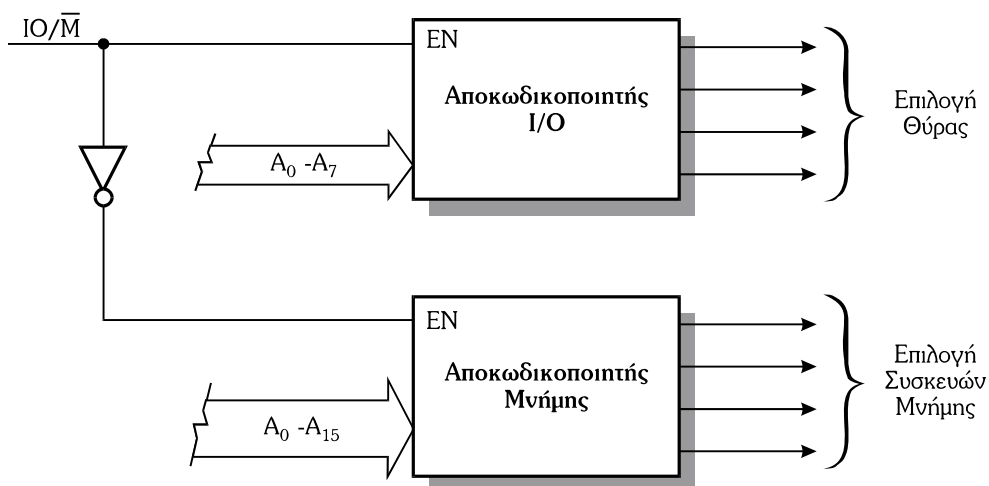 IO/M̅
EN
Αποκωδικοποιητής
I/O
A₀ -A₇
Επιλογή
Θύρας
EN
Αποκωδικοποιητής
Μνήμης
A₀ -A₁₅
Επιλογή
Συσκευών
Μνήμης